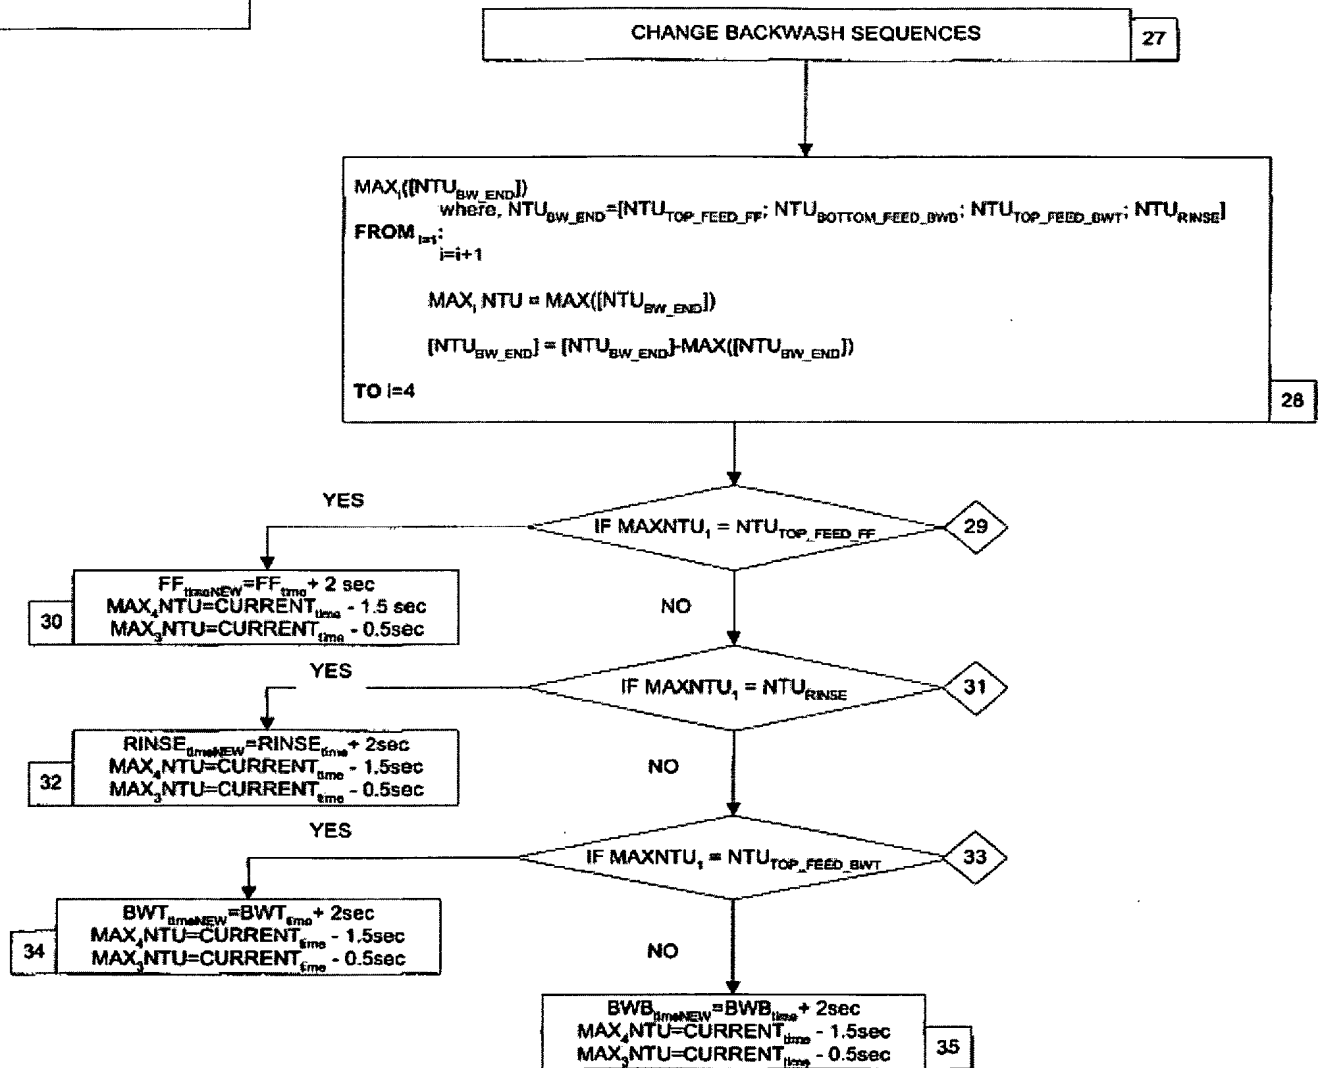 CHANGE BACKWASH SEQUENCES
27
MAXi([NTUBW_END])
where, NTUBW_END=[NTUTOP_FEED_FF; NTUBOTTOM_FEED_BWB; NTUTOP_FEED_BWT; NTURINSE]
FROM i=1:
i=i+1
MAXi NTU = MAX([NTUBW_END])
[NTUBW_END] = [NTUBW_END]-MAX([NTUBW_END])
TO i=4
28
YES
IF MAXNTU1 = NTUTOP_FEED_FF
29
FFtimeNEW=FFtime+ 2 sec
MAX4NTU=CURRENTtime - 1.5 sec
MAX3NTU=CURRENTtime - 0.5sec
30
NO
YES
IF MAXNTU1 = NTURINSE
31
RINSEtimeNEW=RINSEtime+ 2sec
MAX4NTU=CURRENTtime - 1.5sec
MAX3NTU=CURRENTtime - 0.5sec
32
NO
YES
IF MAXNTU1 = NTUTOP_FEED_BWT
33
BWTtimeNEW=BWTtime+ 2sec
MAX4NTU=CURRENTtime - 1.5sec
MAX3NTU=CURRENTtime - 0.5sec
34
NO
BWBtimeNEW=BWBtime+ 2sec
MAX4NTU=CURRENTtime - 1.5sec
MAX3NTU=CURRENTtime - 0.5sec
35